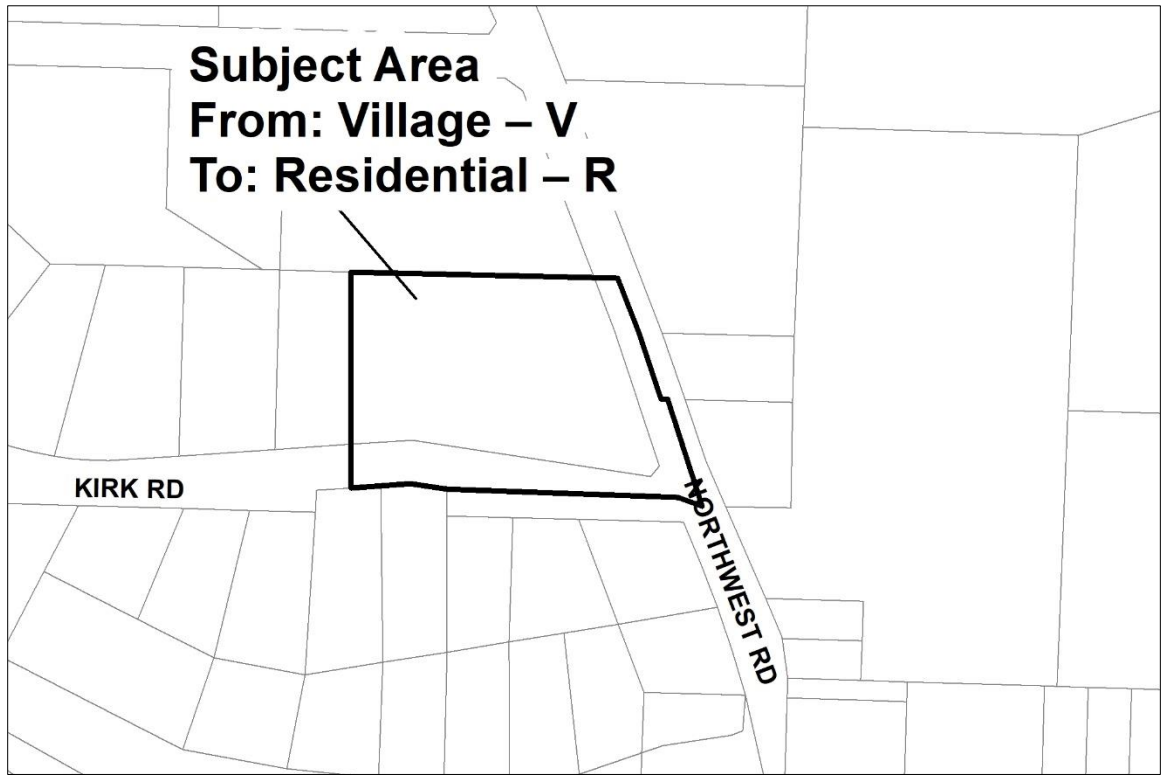 Subject Area
From: Village – V
To: Residential – R
KIRK RD
NORTHWEST RD